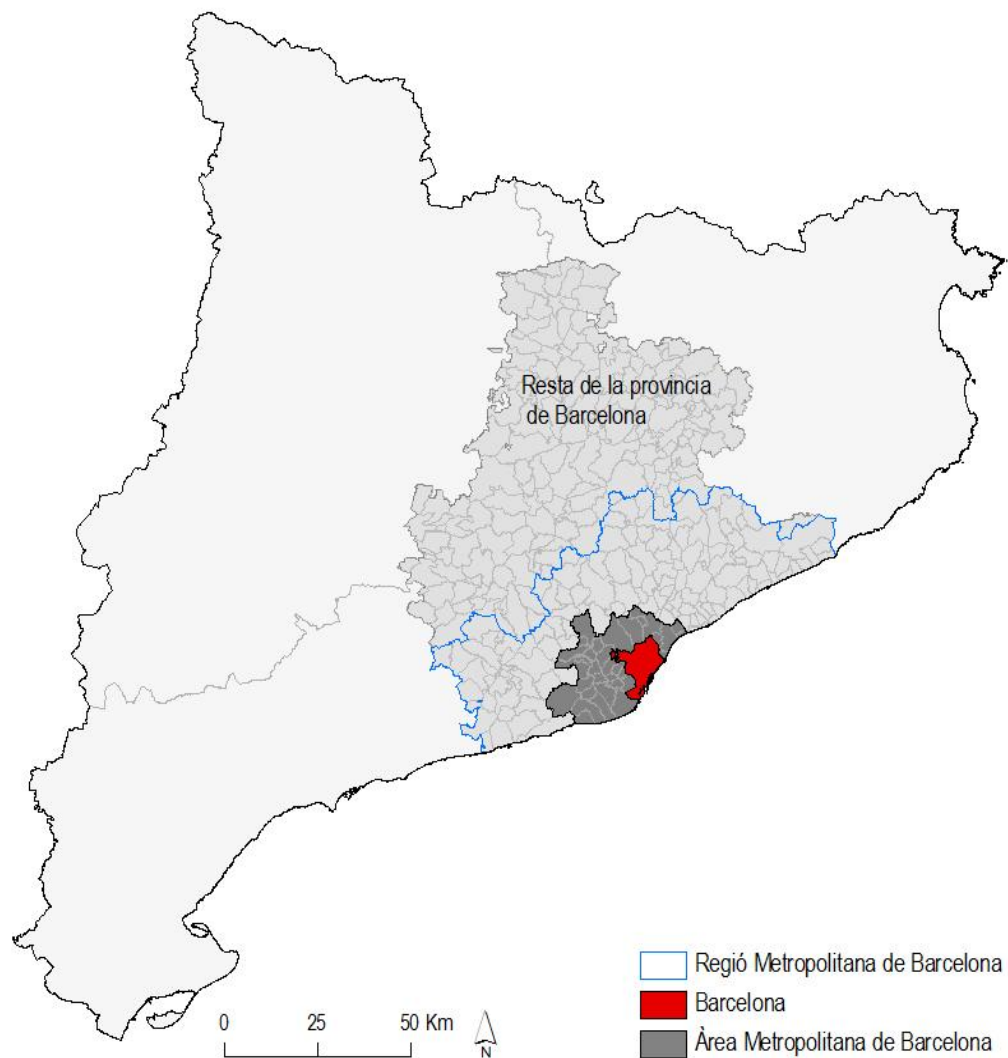 Resta de la provincia
de Barcelona
0 25 50 Km
N
Regió Metropolitana de Barcelona
Barcelona
Àrea Metropolitana de Barcelona